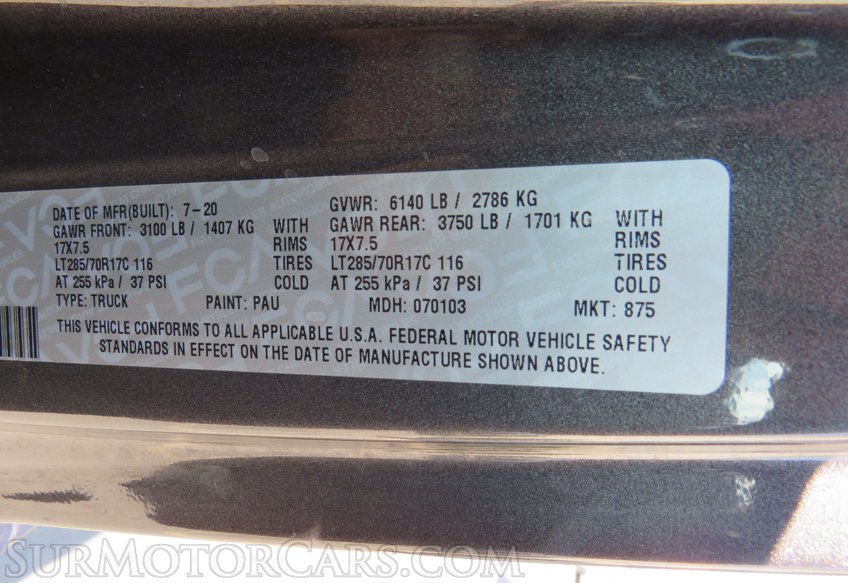 DATE OF MFR(BUILT): 7-20 GVWR: 6140 LB / 2786 KG
GAWR FRONT: 3100 LB / 1407 KG WITH GAWR REAR: 3750 LB / 1701 KG WITH
17X7.5 RIMS 17X7.5 RIMS
LT285/70R17C 116 TIRES LT285/70R17C 116 TIRES
AT 255 kPa / 37 PSI COLD AT 255 kPa / 37 PSI COLD
TYPE: TRUCK PAINT: PAU MDH: 070103 MKT: 875
THIS VEHICLE CONFORMS TO ALL APPLICABLE U.S.A. FEDERAL MOTOR VEHICLE SAFETY
STANDARDS IN EFFECT ON THE DATE OF MANUFACTURE SHOWN ABOVE.
SURMOTORCARS.COM